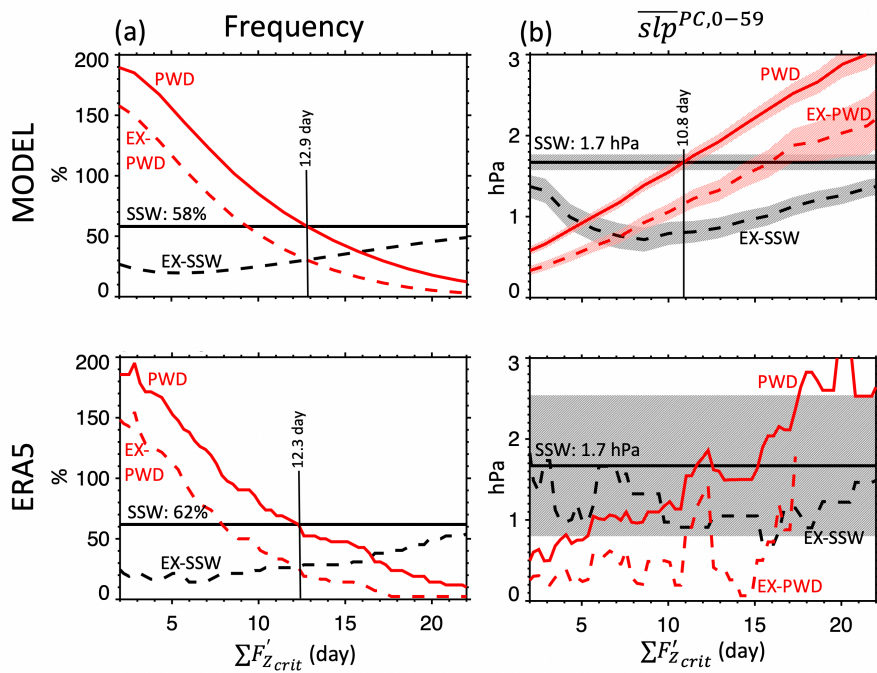 (a) Frequency
(b) slp^PC,0−59
MODEL
%
200
150
100
50
0
PWD
EX-
PWD
12.9 day
SSW: 58%
EX-SSW
hPa
3
2
1
0
PWD
10.8 day
EX-PWD
SSW: 1.7 hPa
EX-SSW
ERA5
%
200
150
100
50
0
PWD
EX-
PWD
12.3 day
SSW: 62%
EX-SSW
5 10 15 20
∑F′Zcrit (day)
hPa
3
2
1
0
PWD
SSW: 1.7 hPa
EX-SSW
EX-PWD
5 10 15 20
∑F′Zcrit (day)